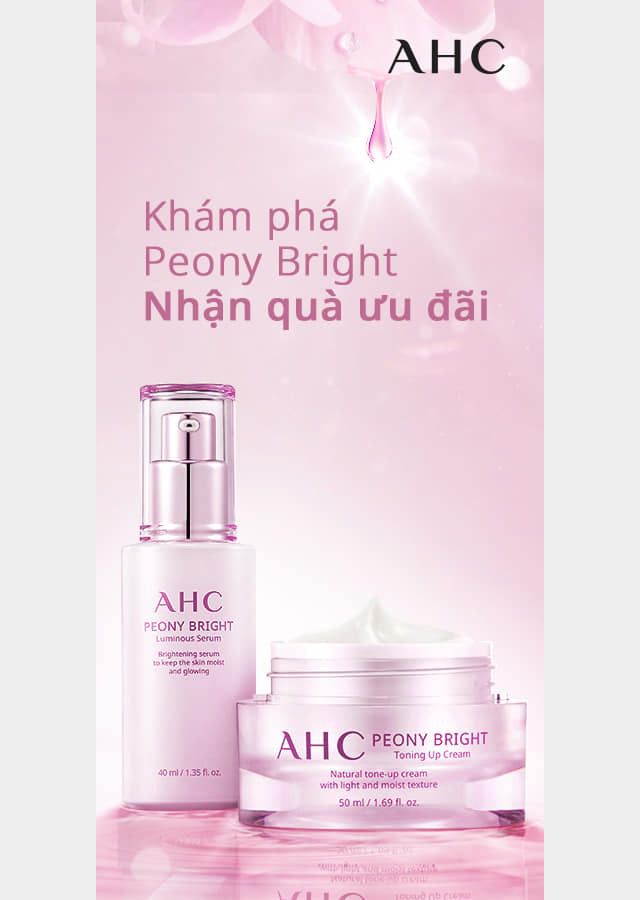 AHC
Khám phá
Peony Bright
Nhận quà ưu đãi
AHC
PEONY BRIGHT
Luminous Serum
Brightening serum
to keep the skin moist
and glowing
40 ml / 1.35 fl. oz.
AHC PEONY BRIGHT
Toning Up Cream
Natural tone-up cream
with light and moist texture
50 ml / 1.69 fl. oz.